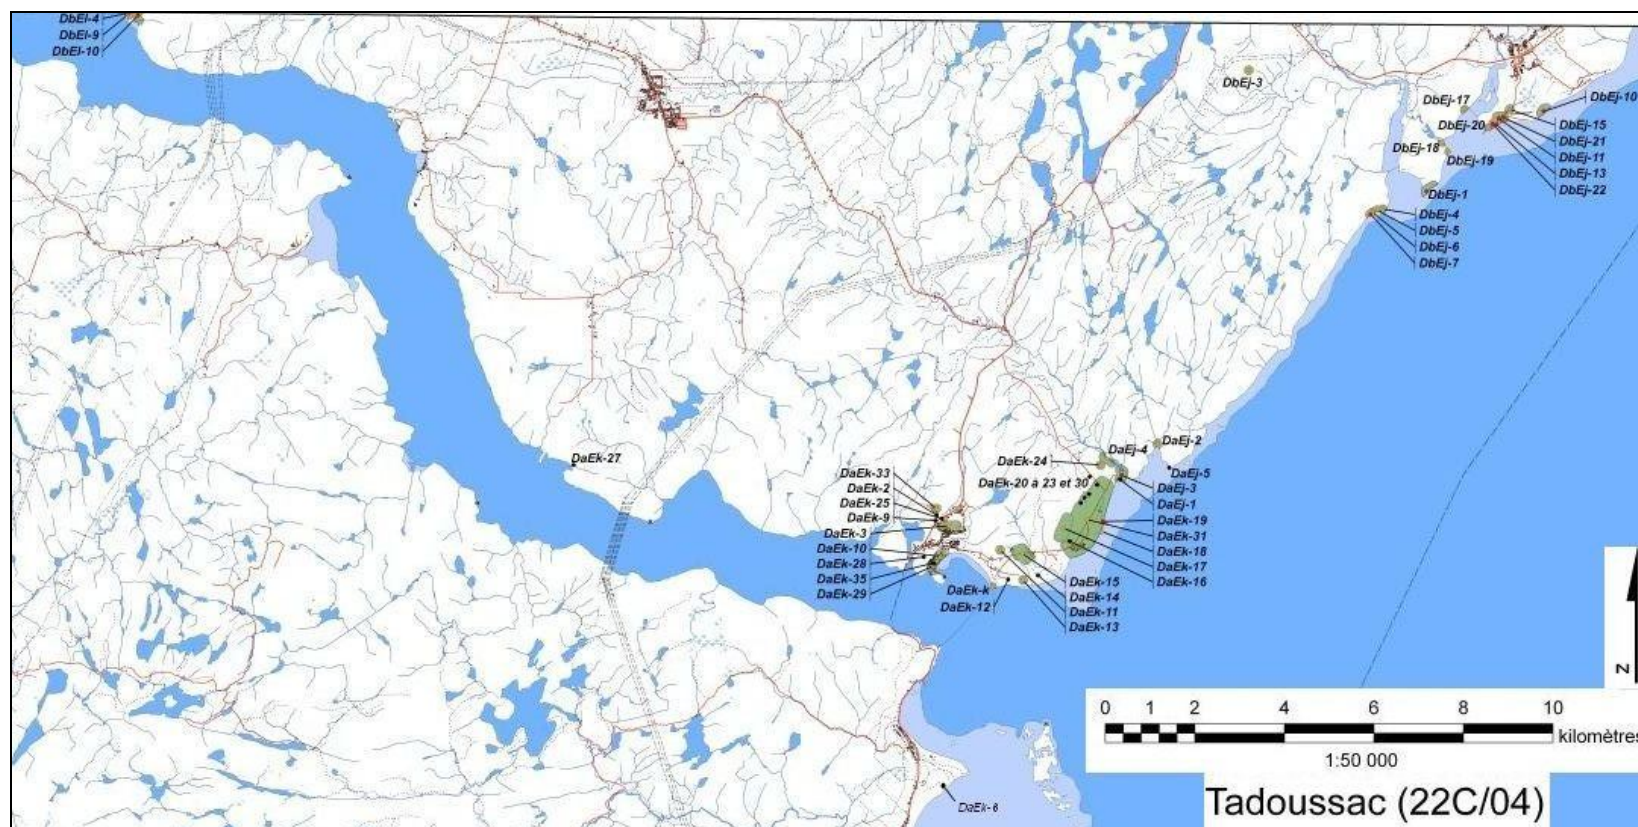 DbEl-4
DbEl-9
DbEl-10
DbEj-3
DbEj-17
DbEj-20
DbEj-18
DbEj-10
DbEj-15
DbEj-21
DbEj-11
DbEj-13
DbEj-22
DbEj-19
DbEj-1
DbEj-4
DbEj-5
DbEj-6
DbEj-7
DaEk-27
DaEk-33
DaEk-2
DaEk-25
DaEk-9
DaEk-3
DaEk-10
DaEk-28
DaEk-35
DaEk-29
DaEk-24
DaEk-20 à 23 et 30
DaEj-4
DaEj-2
DaEj-5
DaEj-3
DaEj-1
DaEk-19
DaEk-31
DaEk-18
DaEk-17
DaEk-16
DaEk-k
DaEk-12
DaEk-15
DaEk-14
DaEk-11
DaEk-13
DaEk-6
N
0 1 2 4 6 8 10
kilomètres
1:50 000
Tadoussac (22C/04)